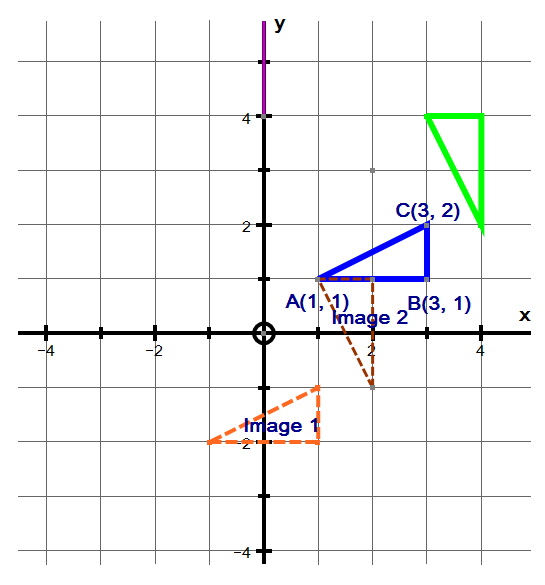 y
4
C(3, 2)
2
A(1, 1)
B(3, 1)
Image 2
x
−4
−2
2
4
Image 1
−2
−4